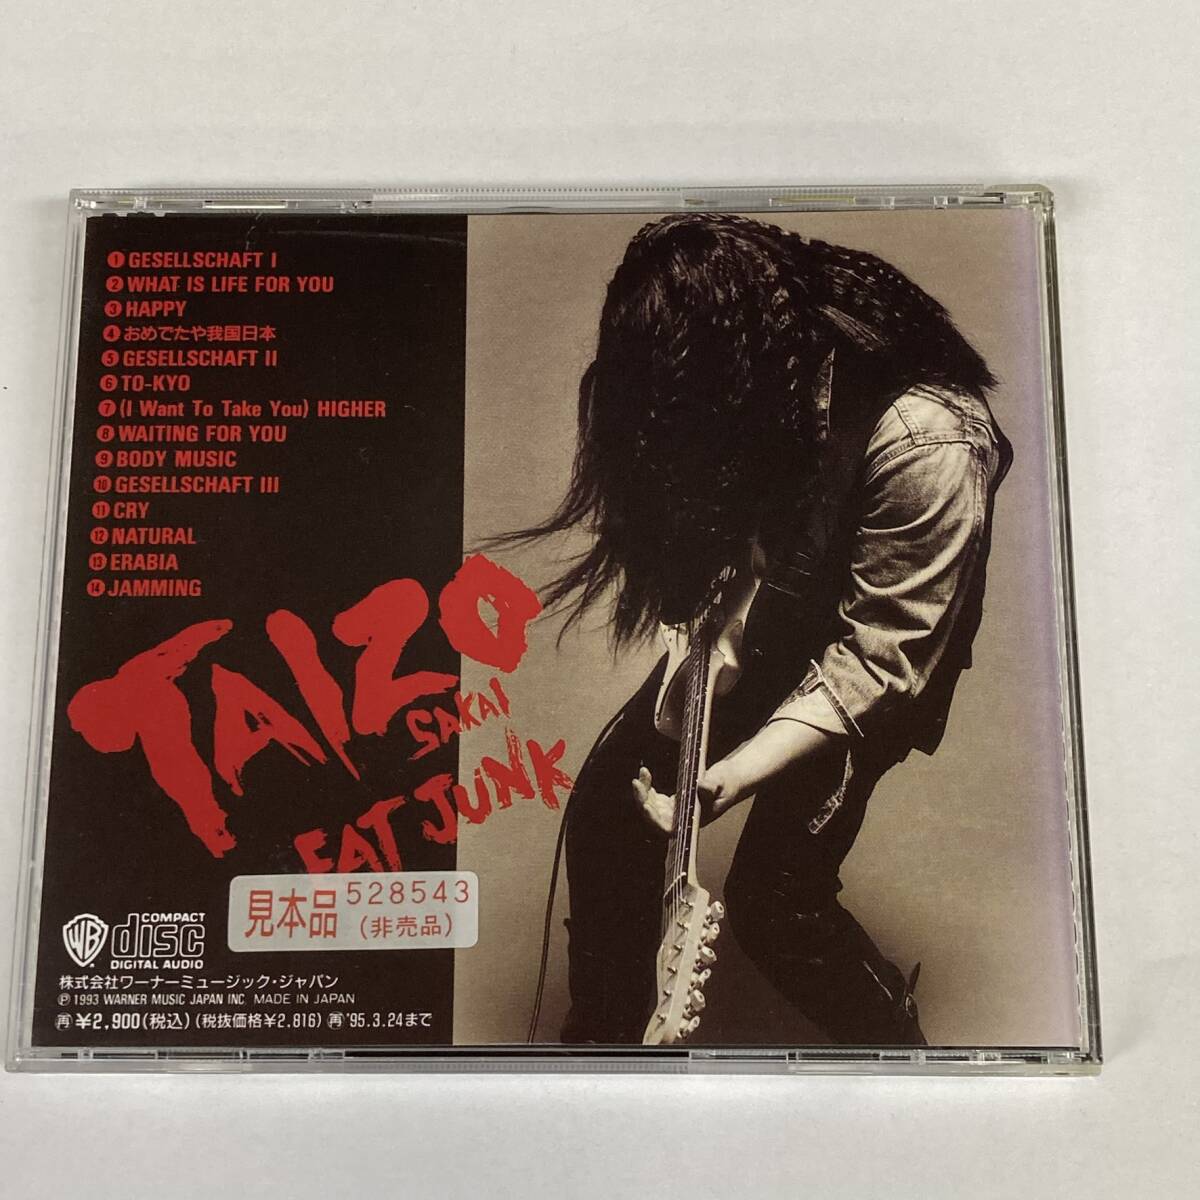 ❶ GESELLSCHAFT I
❷ WHAT IS LIFE FOR YOU
❸ HAPPY
❹ おめでたや我国日本
❺ GESELLSCHAFT II
❻ TO-KYO
❼ (I Want To Take You) HIGHER
❽ WAITING FOR YOU
❾ BODY MUSIC
❿ GESELLSCHAFT III
⓫ CRY
⓬ NATURAL
⓭ ERABIA
⓮ JAMMING
TAIZO
SAKAI
EAT JUNK
見本品 528543
(非売品)
WB
COMPACT
disc
DIGITAL AUDIO
株式会社ワーナーミュージック・ジャパン
Ⓟ 1993 WARNER MUSIC JAPAN INC. MADE IN JAPAN
再 ¥2,900(税込)(税抜価格¥2.816) 再 '95.3.24まで